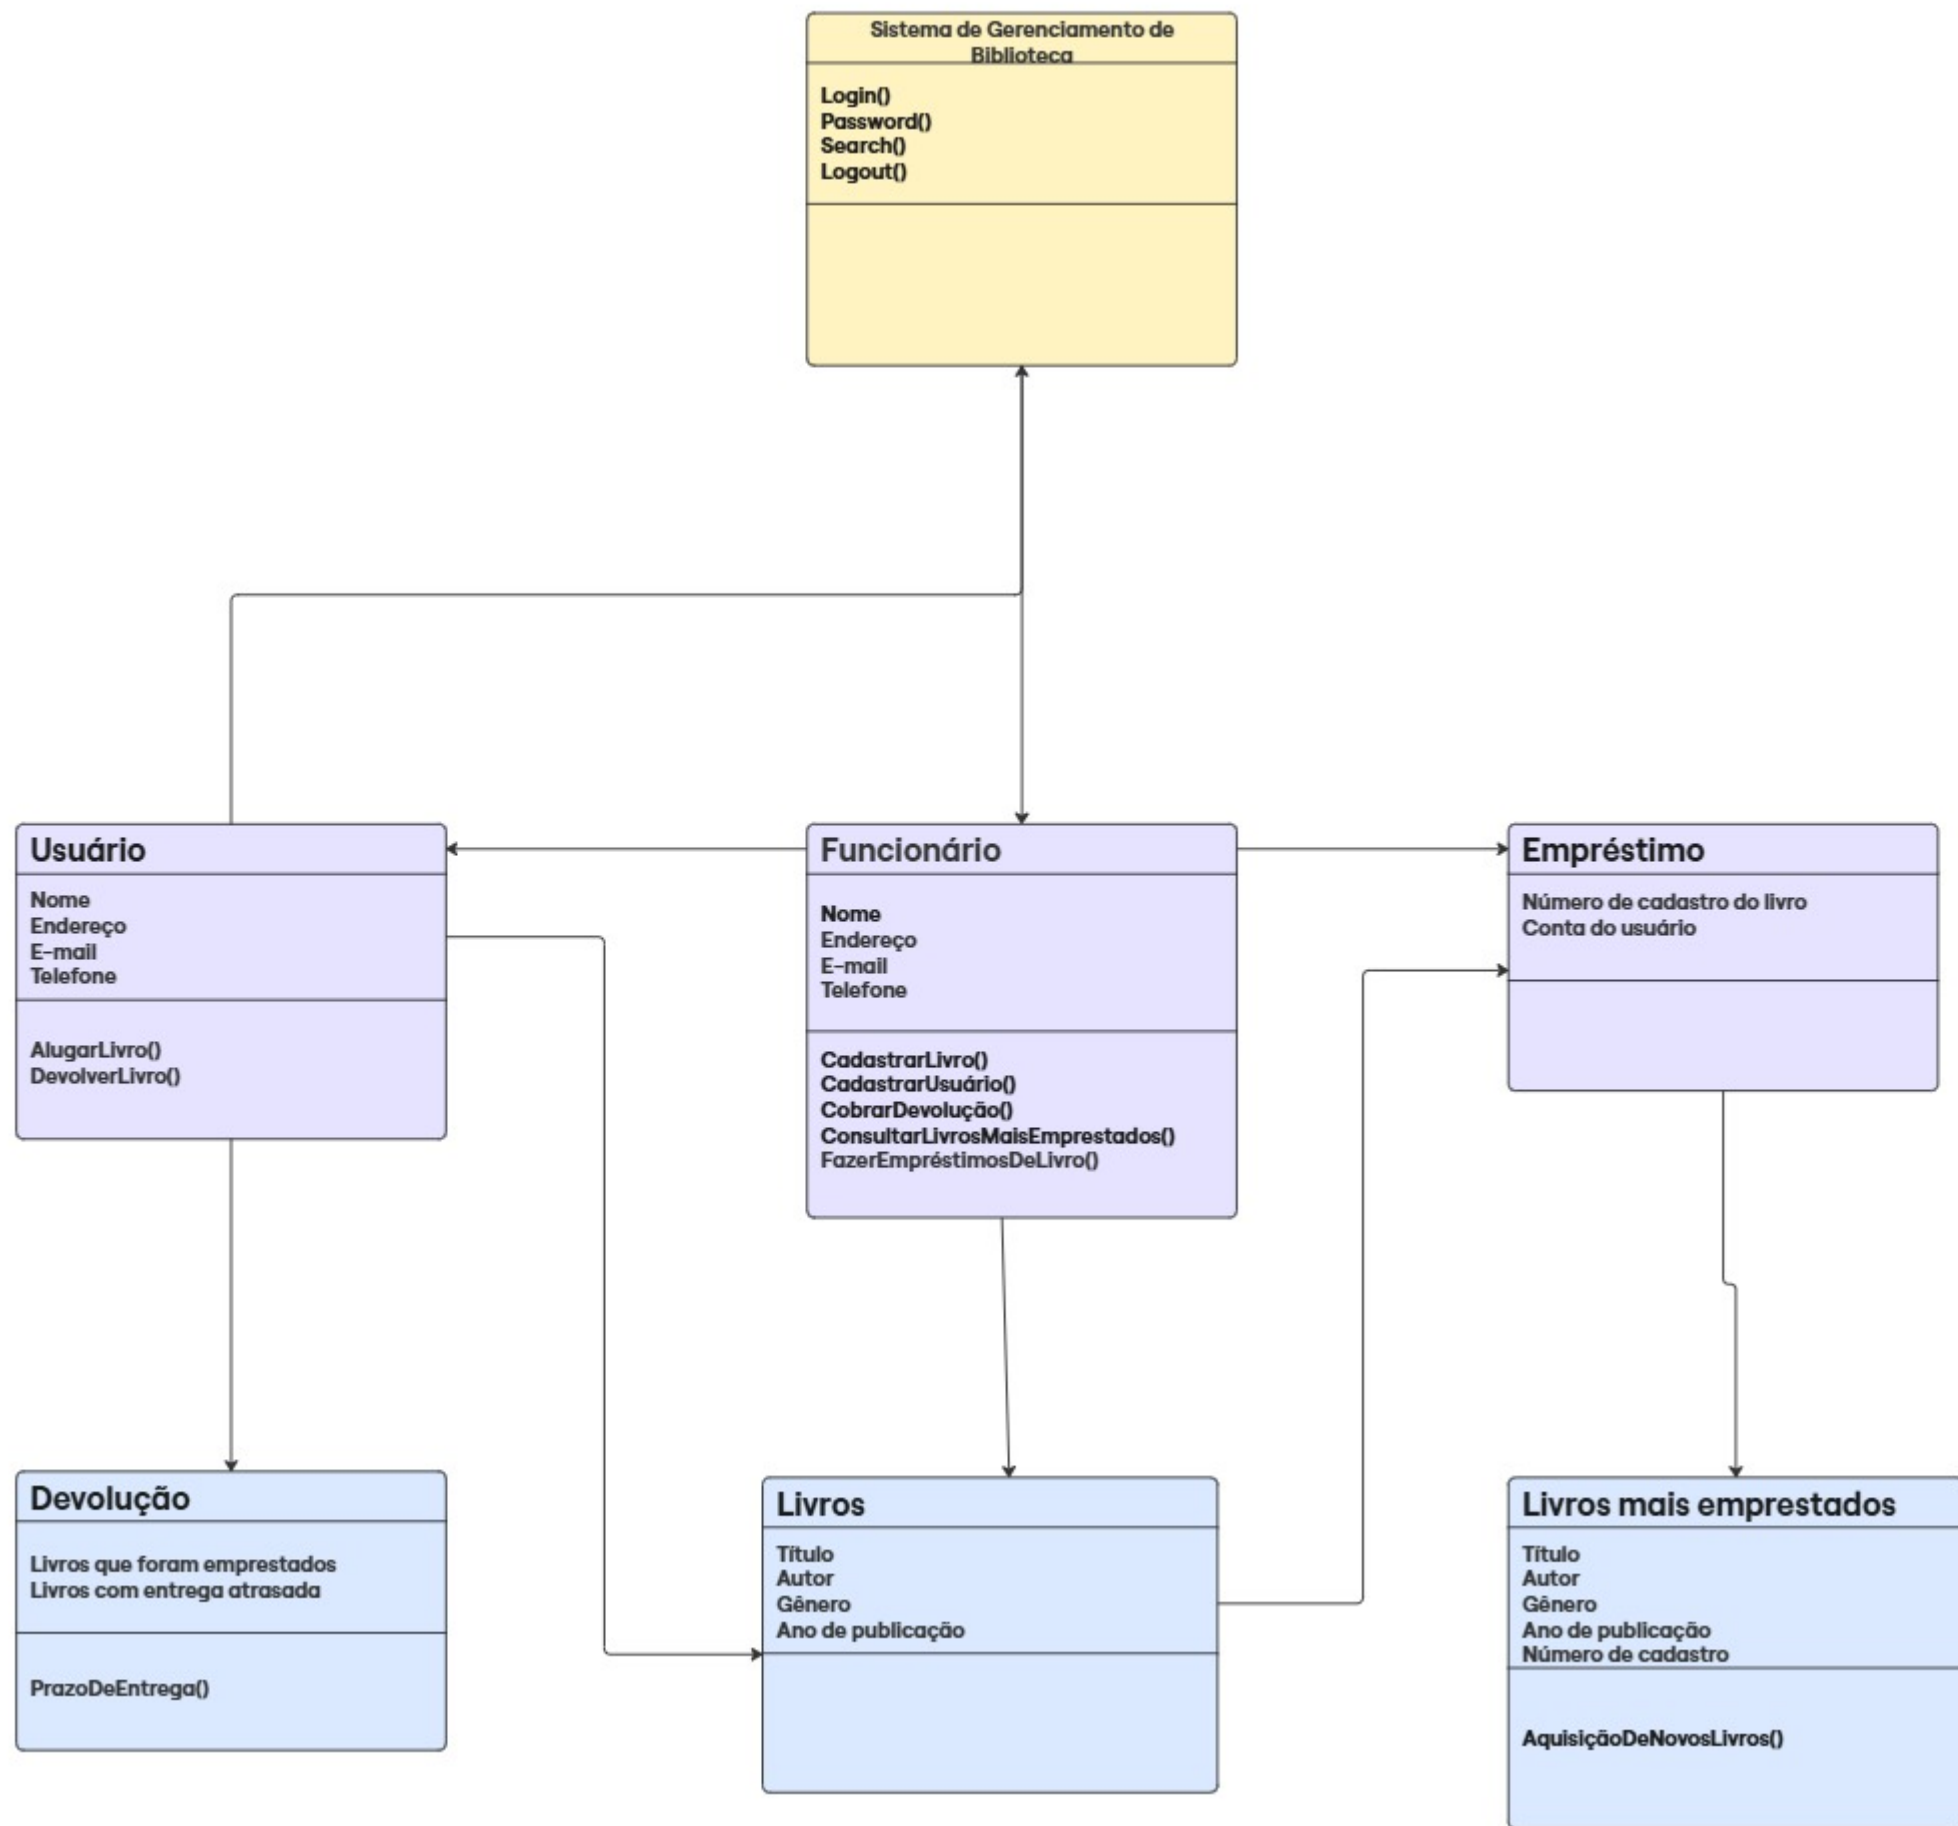 Sistema de Gerenciamento de
Biblioteca
Login()
Password()
Search()
Logout()
Usuário
Nome
Endereço
E-mail
Telefone
AlugarLivro()
DevolverLivro()
Funcionário
Nome
Endereço
E-mail
Telefone
CadastrarLivro()
CadastrarUsuário()
CobrarDevolução()
ConsultarLivrosMaisEmprestados()
FazerEmpréstimosDeLivro()
Empréstimo
Número de cadastro do livro
Conta do usuário
Devolução
Livros que foram emprestados
Livros com entrega atrasada
PrazoDeEntrega()
Livros
Título
Autor
Gênero
Ano de publicação
Livros mais emprestados
Título
Autor
Gênero
Ano de publicação
Número de cadastro
AquisiçãoDeNovosLivros()